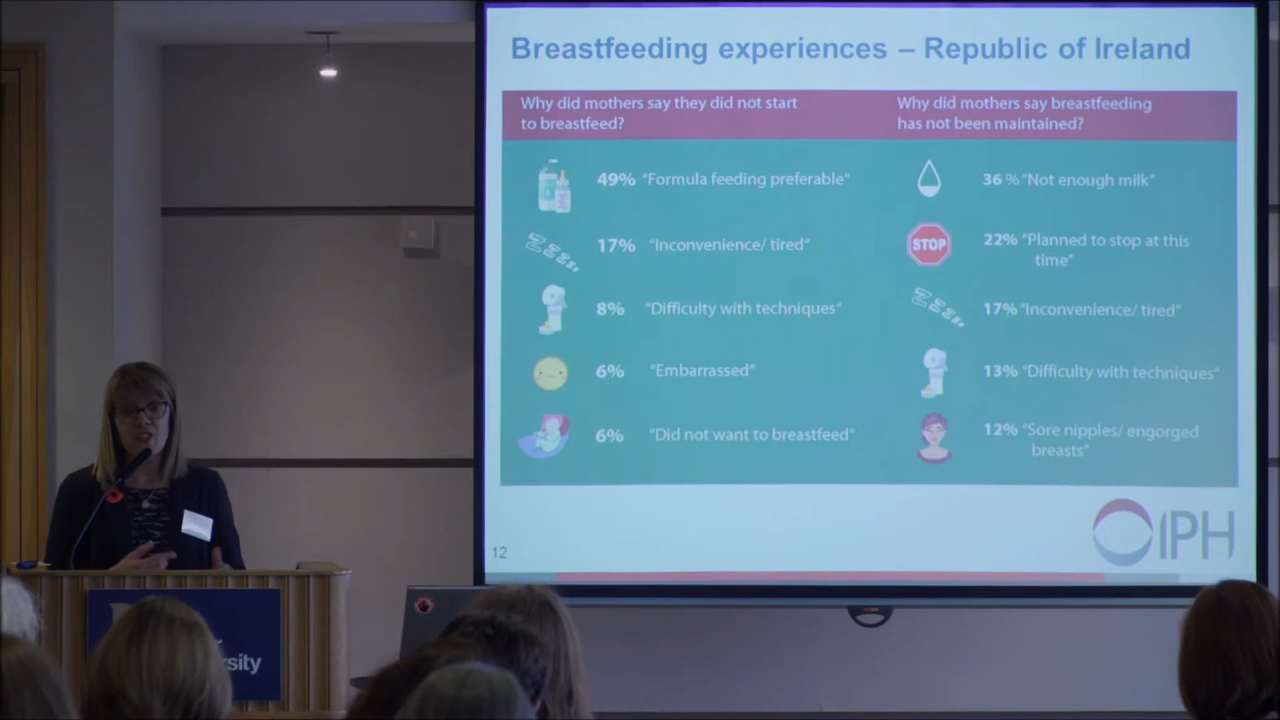 Breastfeeding experiences – Republic of Ireland
Why did mothers say they did not start
to breastfeed?
49% “Formula feeding preferable”
17% “Inconvenience/ tired”
8% “Difficulty with techniques”
6% “Embarrassed”
6% “Did not want to breastfeed”
Why did mothers say breastfeeding
has not been maintained?
36 % “Not enough milk”
STOP
22% “Planned to stop at this
time”
17% “Inconvenience/ tired”
13% “Difficulty with techniques”
12% “Sore nipples/ engorged
breasts”
12
IPH